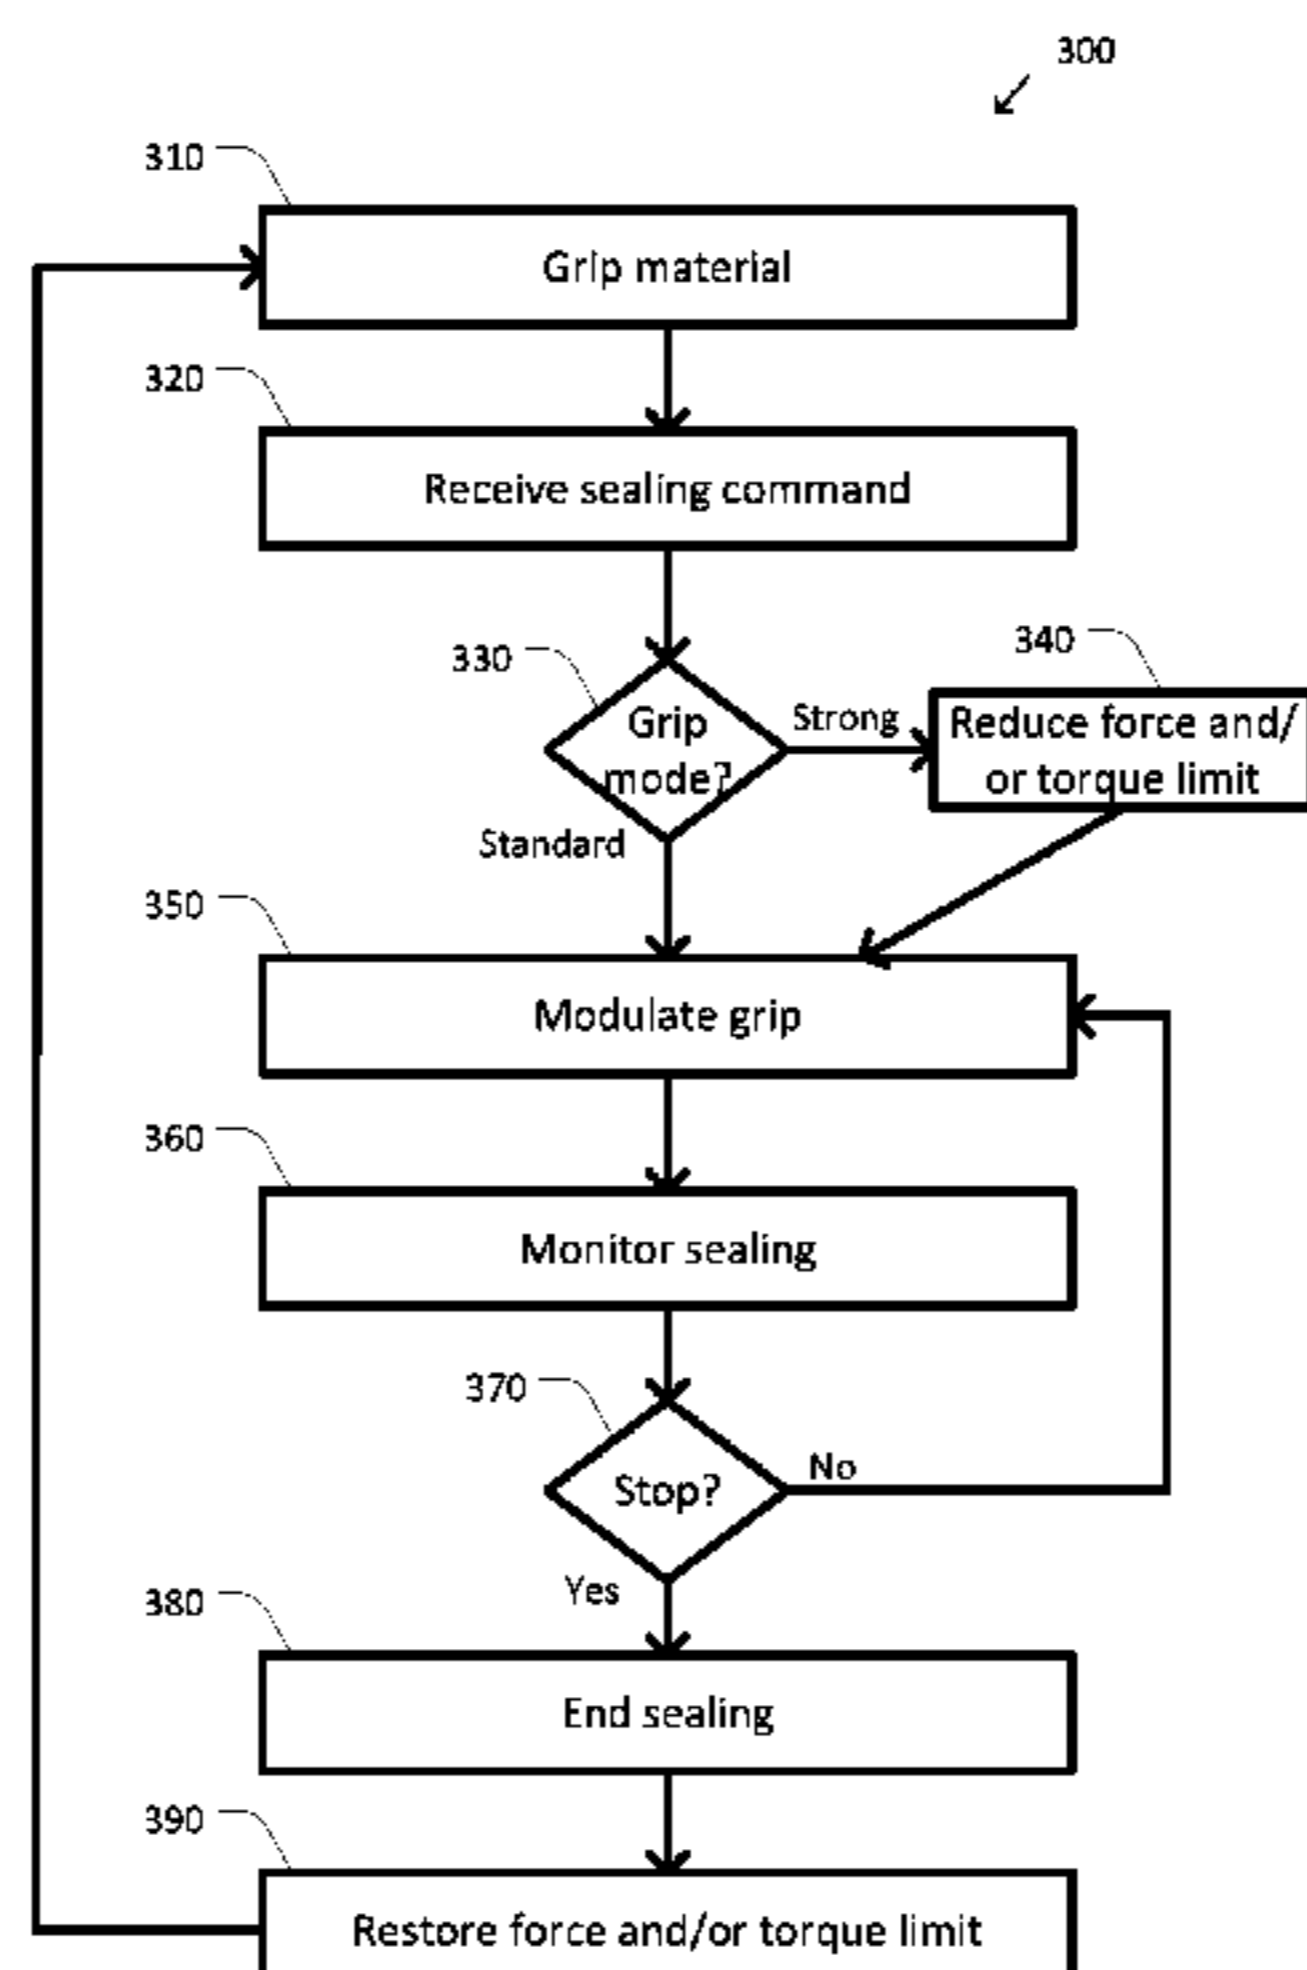 300
310
Grip material
320
Receive sealing command
330
Grip
mode?
Strong
340
Reduce force and/
or torque limit
Standard
350
Modulate grip
360
Monitor sealing
370
Stop?
No
Yes
380
End sealing
390
Restore force and/or torque limit